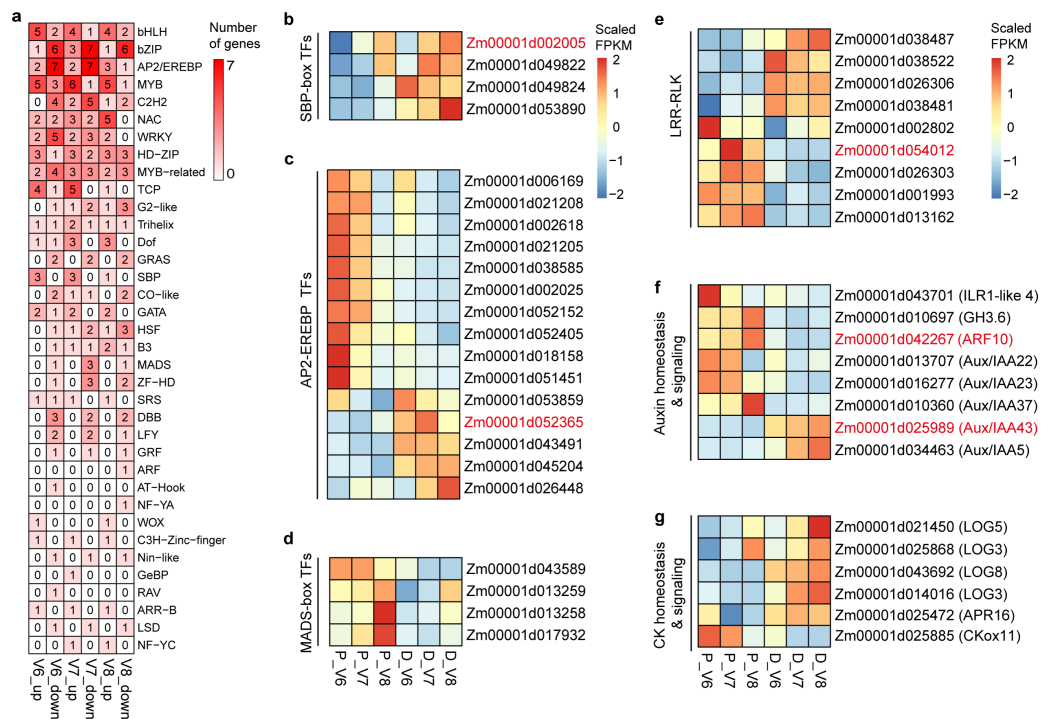 a
5 2 4 1 4 2 bHLH
1 6 3 7 1 6 bZIP
2 7 2 7 3 1 AP2/EREBP
5 3 6 1 5 1 MYB
0 4 2 5 1 2 C2H2
2 2 3 2 5 0 NAC
2 5 2 3 2 0 WRKY
3 1 3 2 3 3 HD−ZIP
2 4 3 3 2 3 MYB−related
4 1 5 0 1 0 TCP
0 1 1 2 1 3 G2−like
1 1 2 1 1 1 Trihelix
1 1 3 0 3 0 Dof
0 2 0 2 0 2 GRAS
3 0 3 0 1 0 SBP
0 2 1 1 0 2 CO−like
2 1 2 0 2 0 GATA
0 1 1 2 1 3 HSF
0 1 1 1 2 1 B3
0 1 0 3 0 1 MADS
0 1 0 3 0 2 ZF−HD
1 1 1 0 1 0 SRS
0 3 0 2 0 2 DBB
0 2 0 2 0 1 LFY
0 1 0 1 0 1 GRF
0 0 0 0 0 1 ARF
0 1 0 0 0 0 AT−Hook
0 0 0 0 0 1 NF−YA
1 0 0 0 1 0 WOX
1 0 1 0 1 0 C3H−Zinc−finger
0 1 0 1 0 1 Nin−like
0 0 1 0 0 0 GeBP
0 1 0 0 0 0 RAV
1 0 1 0 1 0 ARR−B
0 1 0 1 0 1 LSD
0 0 1 0 1 0 NF−YC
V6_up
V6_down
V7_up
V7_down
V8_up
V8_down
Number
of genes
7
0
b
SBP-box TFs
Zm00001d002005
Zm00001d049822
Zm00001d049824
Zm00001d053890
Scaled
FPKM
2
1
0
−1
−2
c
AP2-EREBP TFs
Zm00001d006169
Zm00001d021208
Zm00001d002618
Zm00001d021205
Zm00001d038585
Zm00001d002025
Zm00001d052152
Zm00001d052405
Zm00001d018158
Zm00001d051451
Zm00001d053859
Zm00001d052365
Zm00001d043491
Zm00001d045204
Zm00001d026448
d
MADS-box TFs
Zm00001d043589
Zm00001d013259
Zm00001d013258
Zm00001d017932
P_V6
P_V7
P_V8
D_V6
D_V7
D_V8
e
LRR-RLK
Zm00001d038487
Zm00001d038522
Zm00001d026306
Zm00001d038481
Zm00001d002802
Zm00001d054012
Zm00001d026303
Zm00001d001993
Zm00001d013162
Scaled
FPKM
2
1
0
−1
−2
f
Auxin homeostasis
& signaling
Zm00001d043701 (ILR1-like 4)
Zm00001d010697 (GH3.6)
Zm00001d042267 (ARF10)
Zm00001d013707 (Aux/IAA22)
Zm00001d016277 (Aux/IAA23)
Zm00001d010360 (Aux/IAA37)
Zm00001d025989 (Aux/IAA43)
Zm00001d034463 (Aux/IAA5)
g
CK homeostasis
& signaling
Zm00001d021450 (LOG5)
Zm00001d025868 (LOG3)
Zm00001d043692 (LOG8)
Zm00001d014016 (LOG3)
Zm00001d025472 (APR16)
Zm00001d025885 (CKox11)
P_V6
P_V7
P_V8
D_V6
D_V7
D_V8